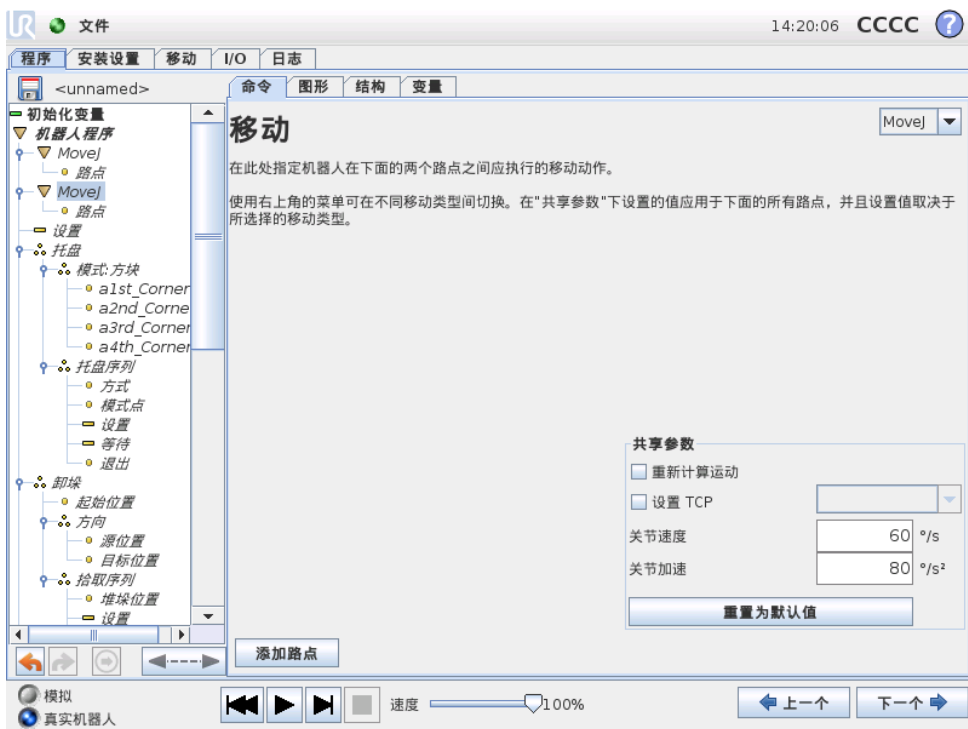 UR 文件 14:20:06 CCCC ?
程序 安装设置 移动 I/O 日志
<unnamed>
命令 图形 结构 变量
初始化变量
机器人程序
MoveJ
路点
MoveJ
路点
设置
托盘
模式:方块
a1st_Corner
a2nd_Corne
a3rd_Corner
a4th_Corner
托盘序列
方式
模式点
设置
等待
退出
卸垛
起始位置
方向
源位置
目标位置
拾取序列
堆垛位置
设置
移动
MoveJ
在此处指定机器人在下面的两个路点之间应执行的移动动作。
使用右上角的菜单可在不同移动类型间切换。在"共享参数"下设置的值应用于下面的所有路点，并且设置值取决于
所选择的移动类型。
共享参数
重新计算运动
设置 TCP
关节速度 60 °/s
关节加速 80 °/s²
重置为默认值
添加路点
模拟
真实机器人
速度 100%
上一个 下一个